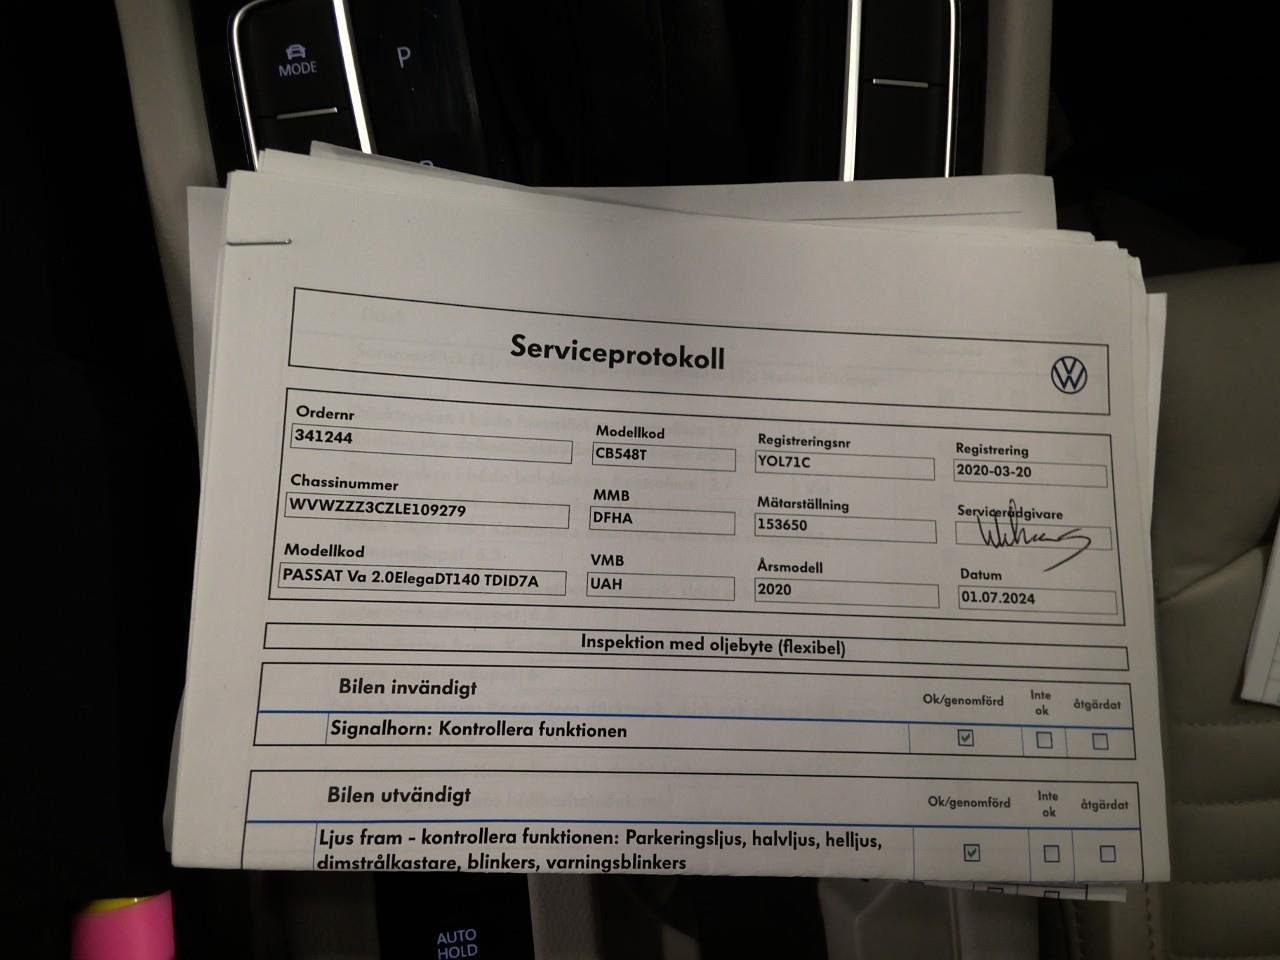 MODE
P
Serviceprotokoll
Ordernr
341244
Modellkod
CB548T
Registreringsnr
YOL71C
Registrering
2020-03-20
Chassinummer
WVWZZZ3CZLE109279
MMB
DFHA
Mätarställning
153650
Servicerådgivare
Modellkod
PASSAT Va 2.0ElegaDT140 TDID7A
VMB
UAH
Årsmodell
2020
Datum
01.07.2024
Inspektion med oljebyte (flexibel)
Bilen invändigt
Ok/genomförd
Inte
ok
åtgärdat
Signalhorn: Kontrollera funktionen
Bilen utvändigt
Ok/genomförd
Inte
ok
åtgärdat
Ljus fram - kontrollera funktionen: Parkeringsljus, halvljus, helljus,
dimstrålkastare, blinkers, varningsblinkers
AUTO
HOLD